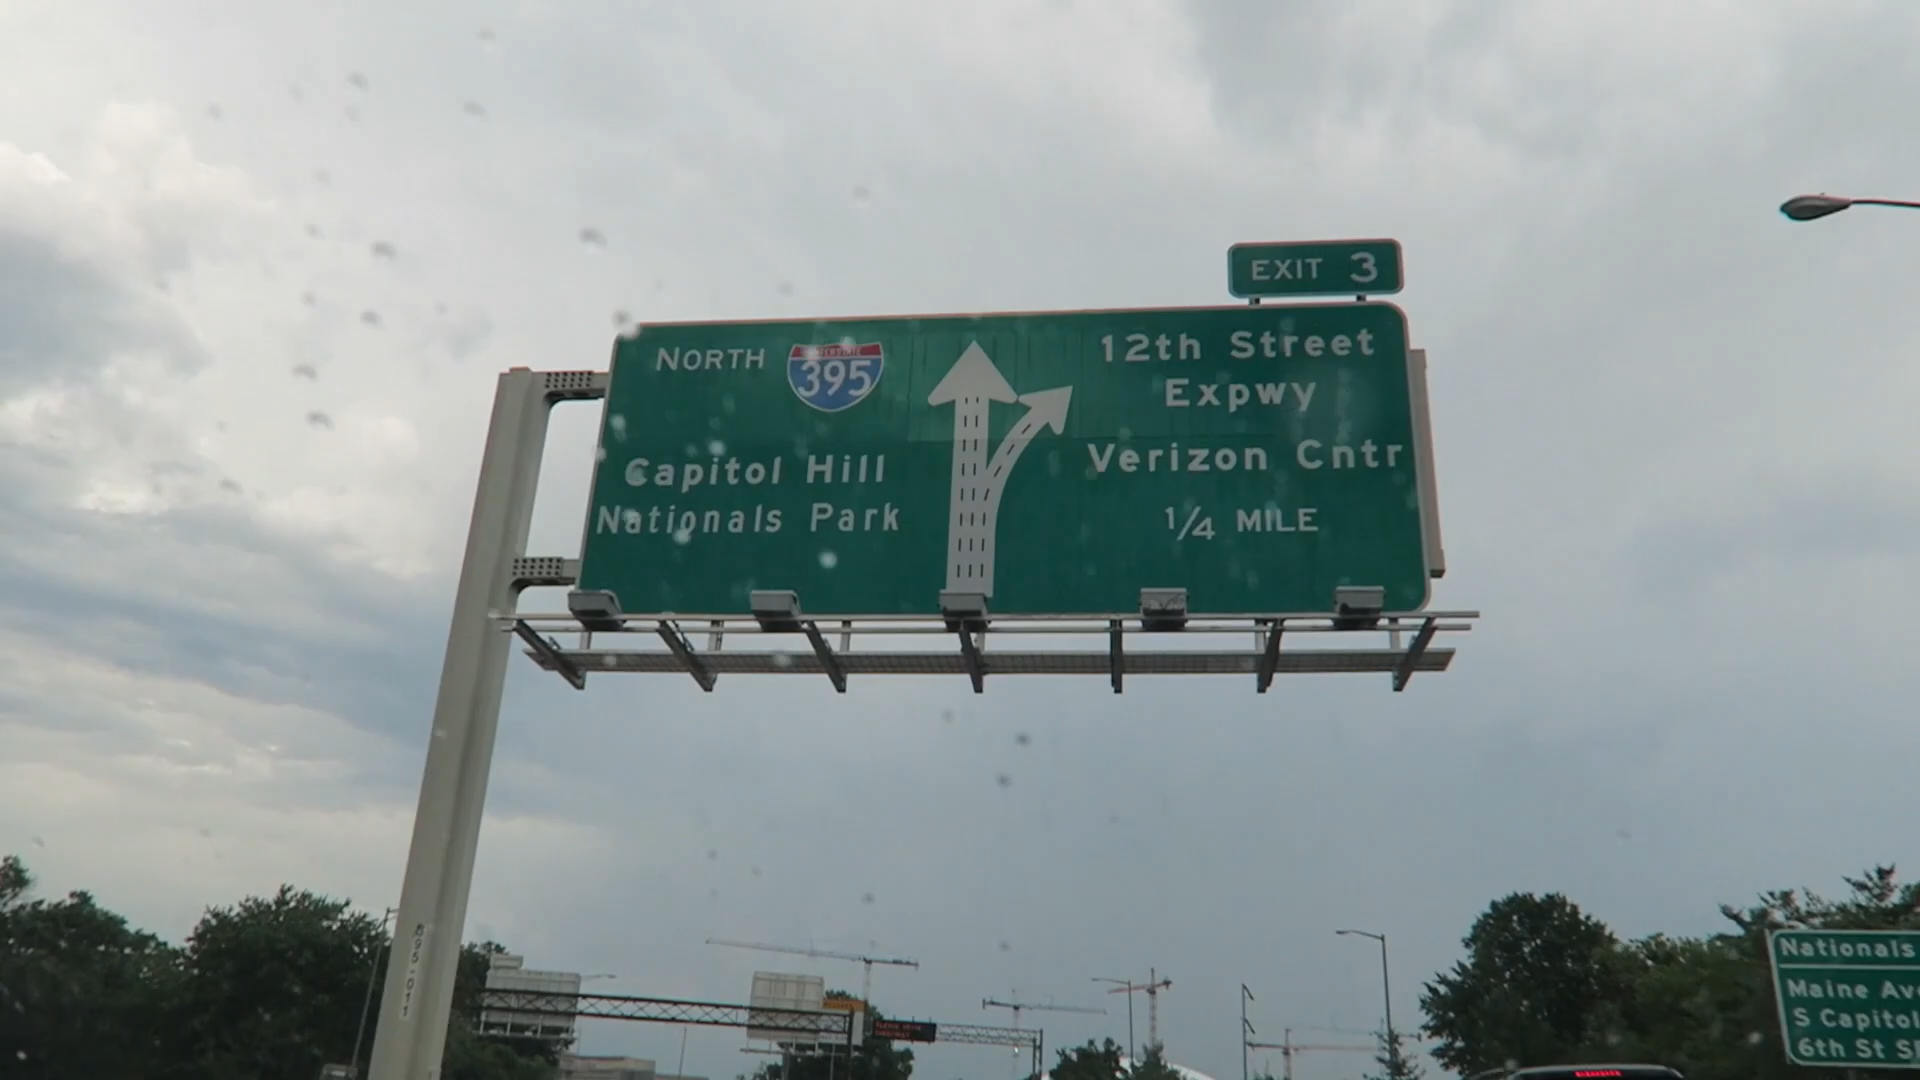 EXIT 3
NORTH
INTERSTATE
395
Capitol Hill
Nationals Park
12th Street
Expwy
Verizon Cntr
1/4 MILE
Nationals
Maine Ave
S Capitol
6th St